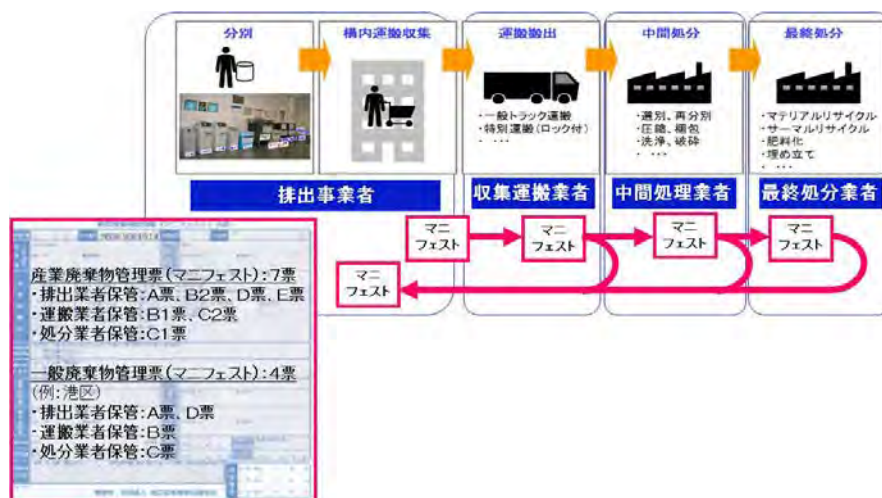 分別
構内運搬収集
運搬搬出
中間処分
最終処分
・一般トラック運搬
・特別運搬(ロック付)
・ …
・選別、再分別
・圧縮、梱包
・洗浄、破砕
・ …
・マテリアルリサイクル
・サーマルリサイクル
・肥料化
・埋め立て
・ …
排出事業者
収集運搬業者
中間処理業者
最終処分業者
マニ
フェスト
マニ
フェスト
マニ
フェスト
マニ
フェスト
マニ
フェスト
産業廃棄物管理票(マニフェスト):7票
・排出業者保管:A票、B2票、D票、E票
・運搬業者保管:B1票、C2票
・処分業者保管:C1票
一般廃棄物管理票(マニフェスト):4票
(例:港区)
・排出業者保管:A票、D票
・運搬業者保管:B票
・処分業者保管:C票